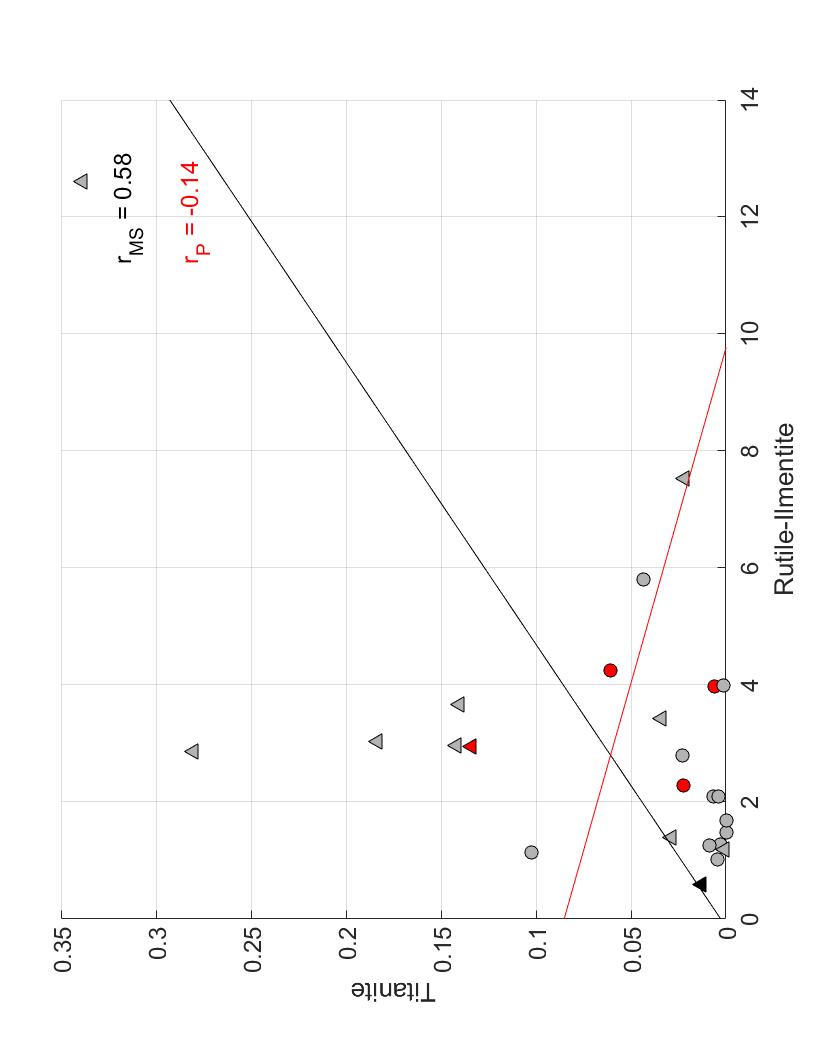 0.35
0.3
0.25
0.2
0.15
0.1
0.05
0
Titanite
r_MS = 0.58
r_P = -0.14
0 2 4 6 8 10 12 14
Rutile-Ilmentite